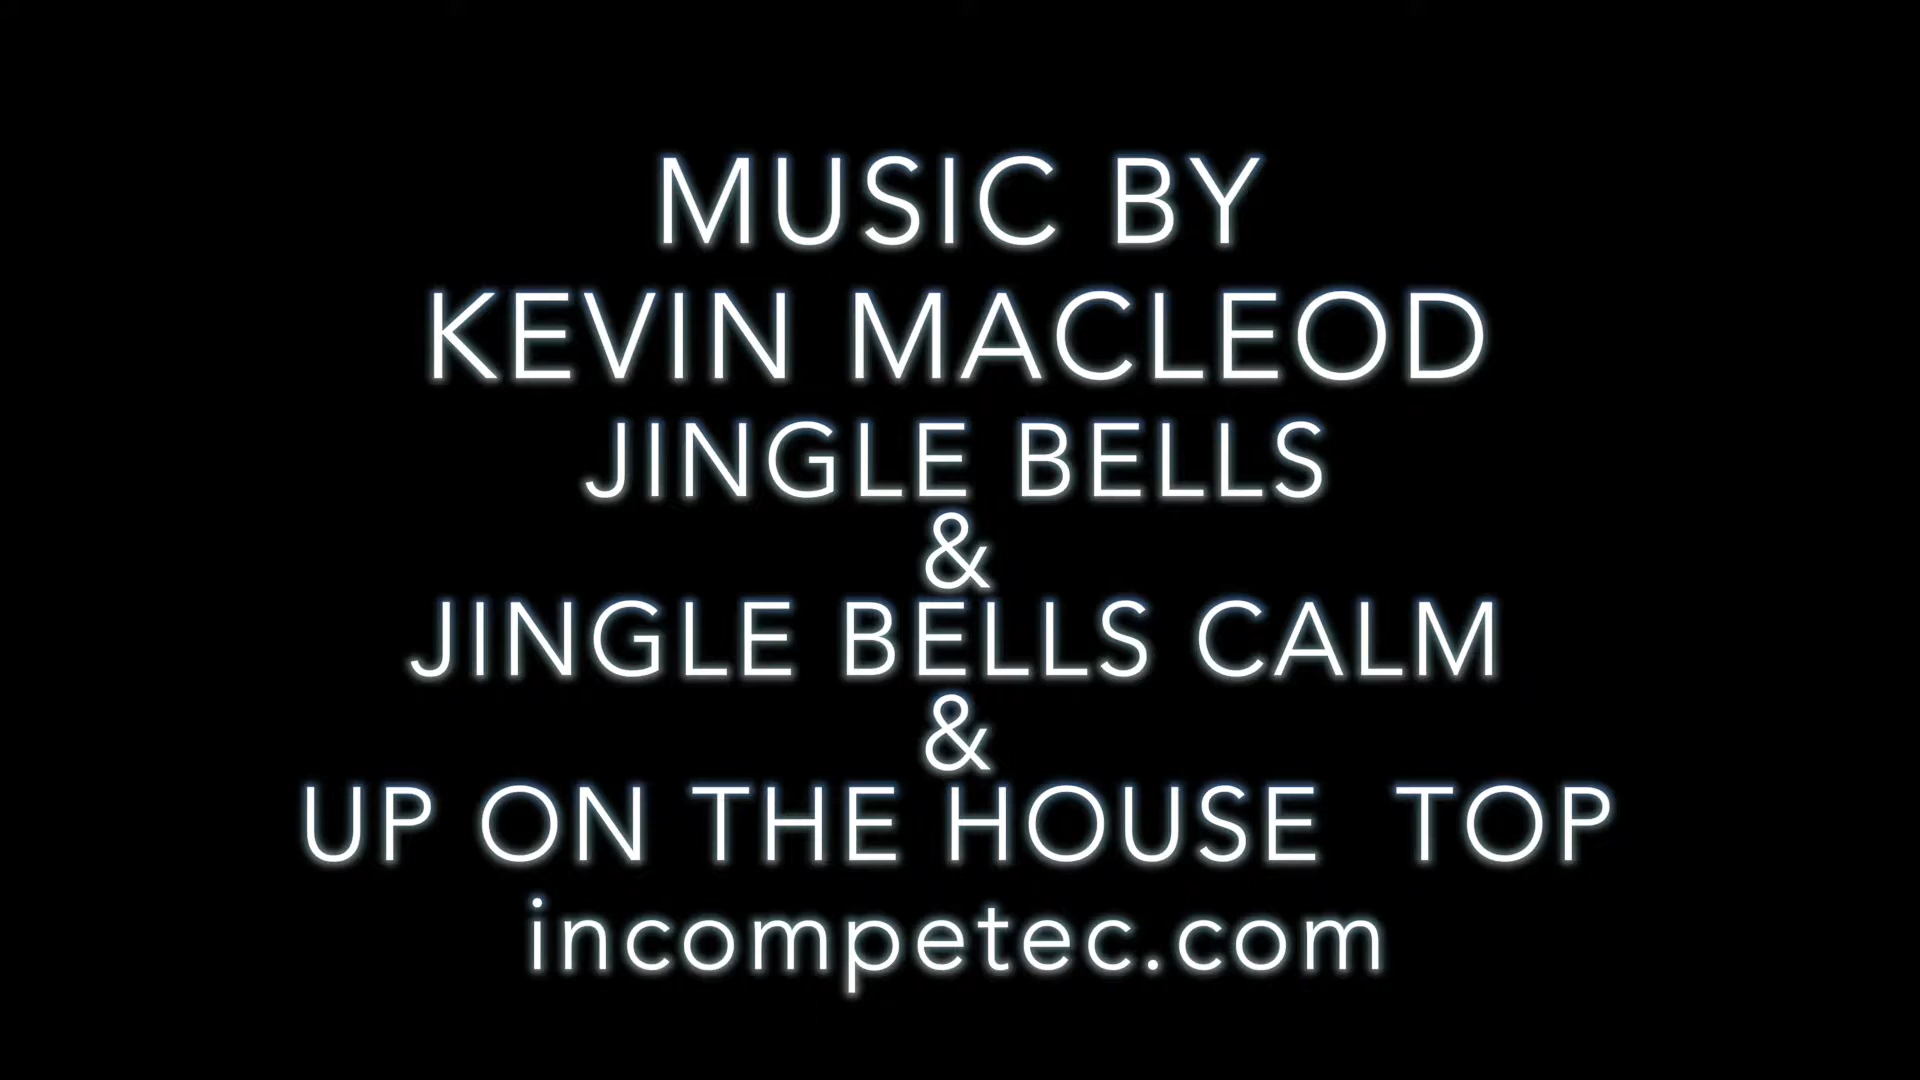 MUSIC BY
KEVIN MACLEOD
JINGLE BELLS
&
JINGLE BELLS CALM
&
UP ON THE HOUSE  TOP
incompetec.com